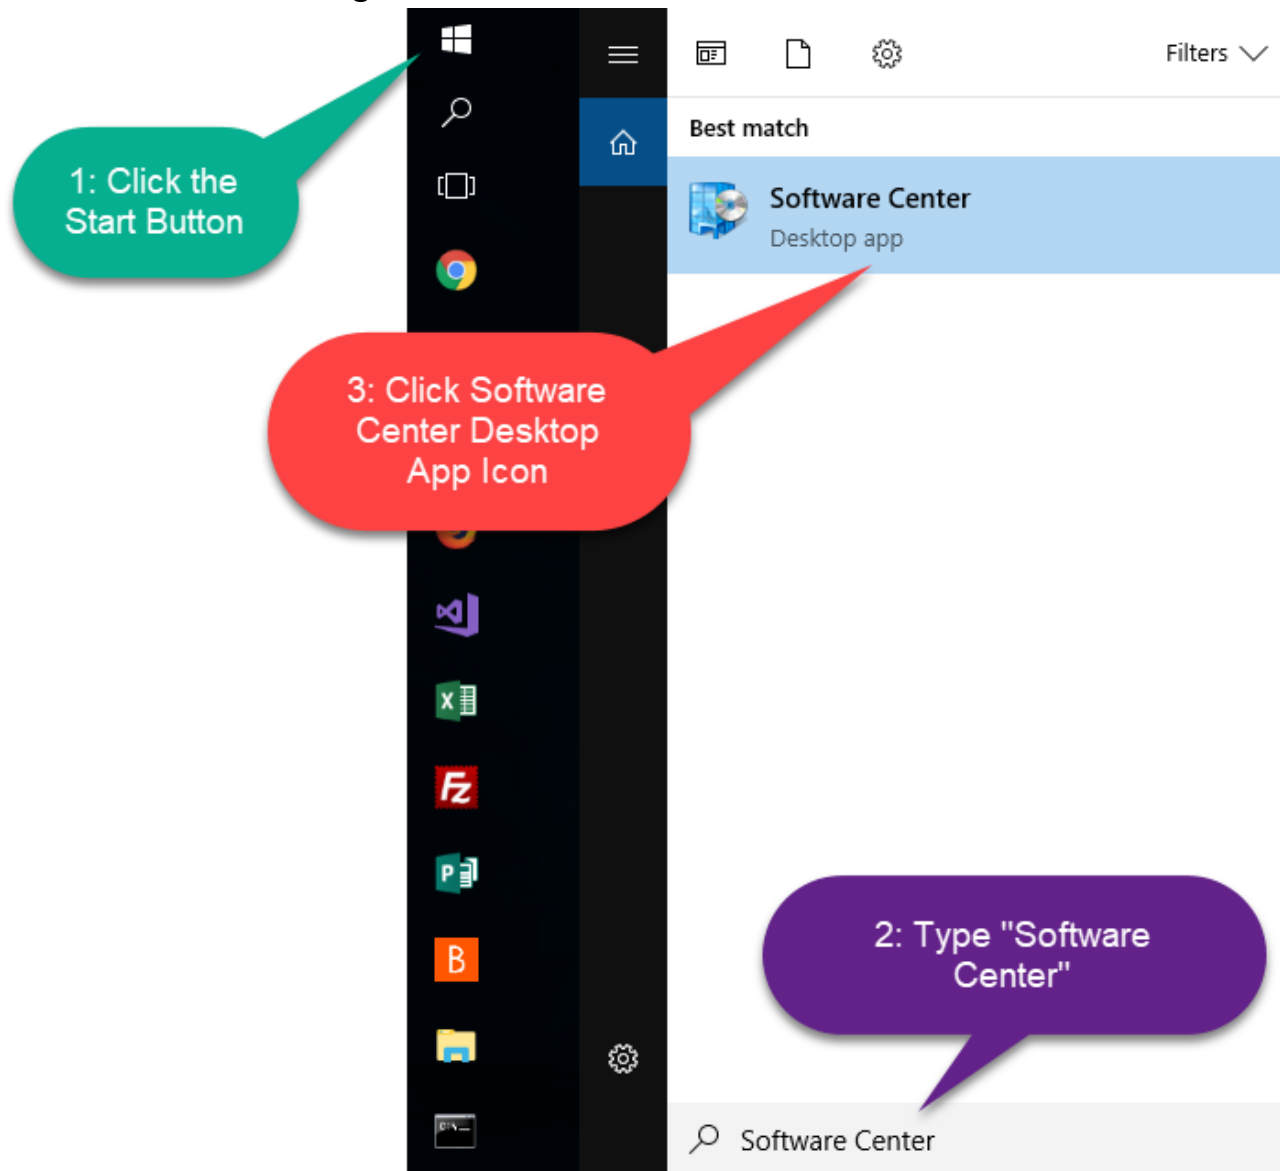 Filters
Best match
1: Click the
Start Button
Software Center
Desktop app
3: Click Software
Center Desktop
App Icon
2: Type "Software
Center"
Software Center